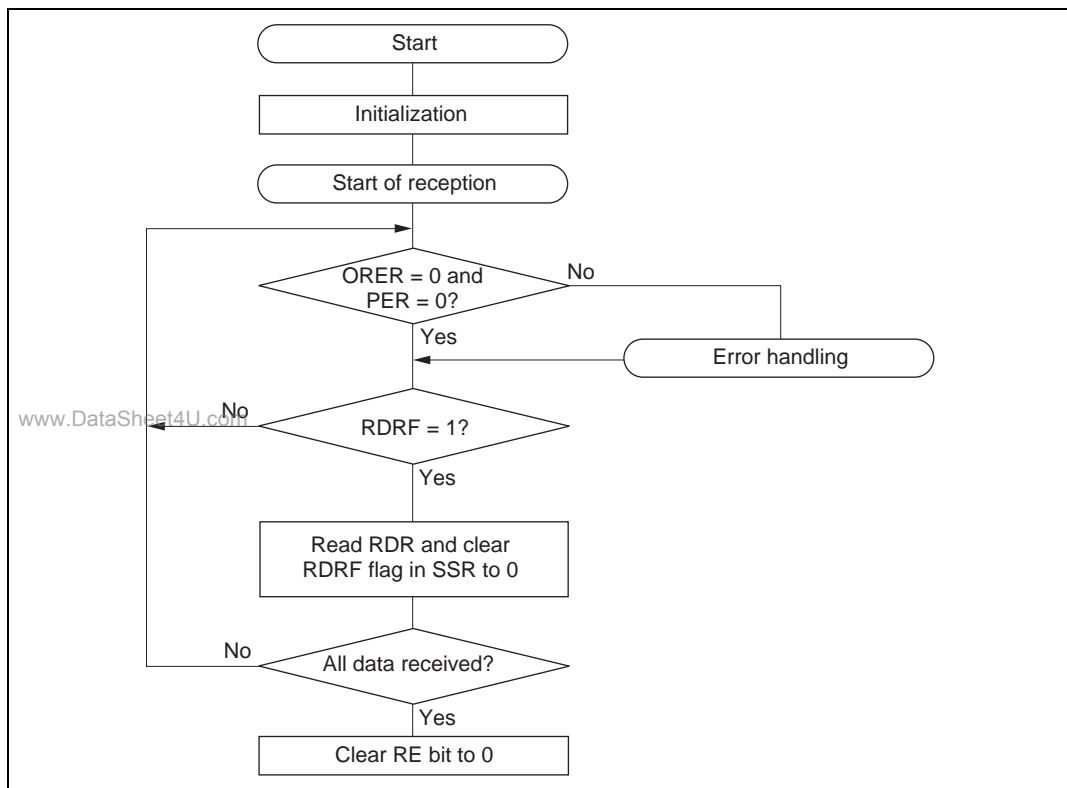 Start
Initialization
Start of reception
ORER = 0 and
PER = 0?
No
Yes
Error handling
www.DataSheet4U.com
No
RDRF = 1?
Yes
Read RDR and clear
RDRF flag in SSR to 0
No
All data received?
Yes
Clear RE bit to 0